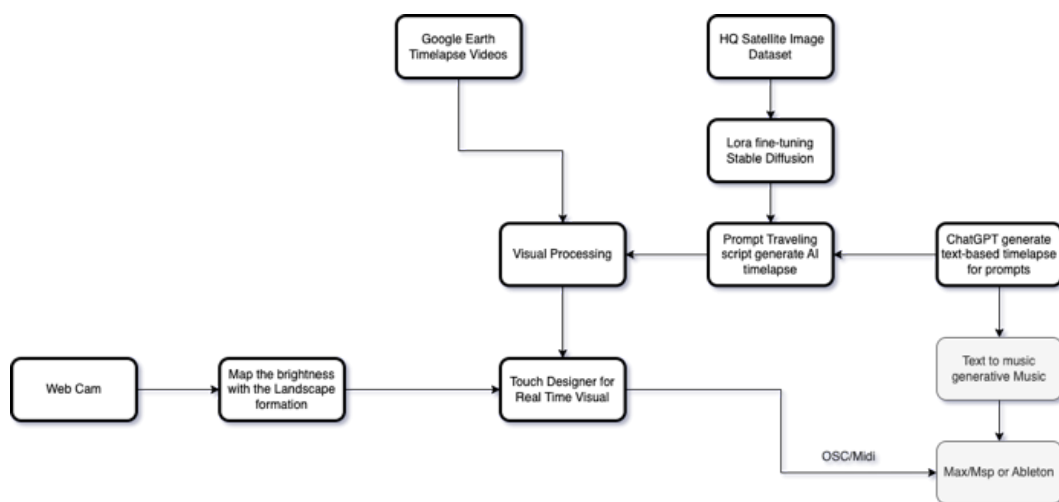 Google Earth
Timelapse Videos
HQ Satellite Image
Dataset
Lora fine-tuning
Stable Diffusion
Visual Processing
Prompt Traveling
script generate AI
timelapse
ChatGPT generate
text-based timelapse
for prompts
Text to music
generative Music
Web Cam
Map the brightness
with the Landscape
formation
Touch Designer for
Real Time Visual
OSC/Midi
Max/Msp or Ableton